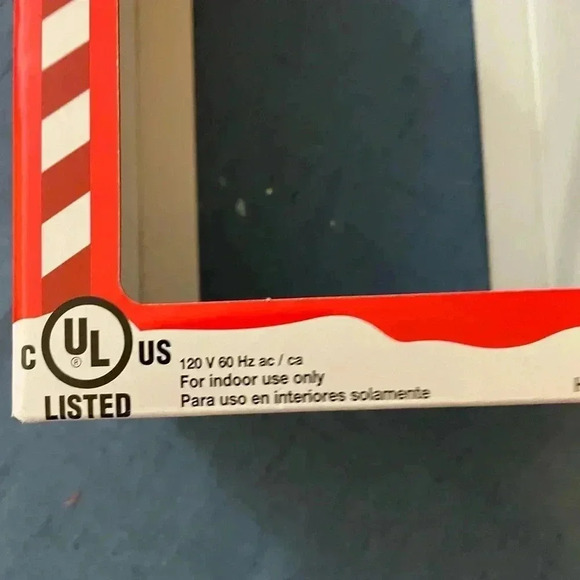 C UL ® US
LISTED
120 V 60 Hz ac / ca
For indoor use only
Para uso en interiores solamente